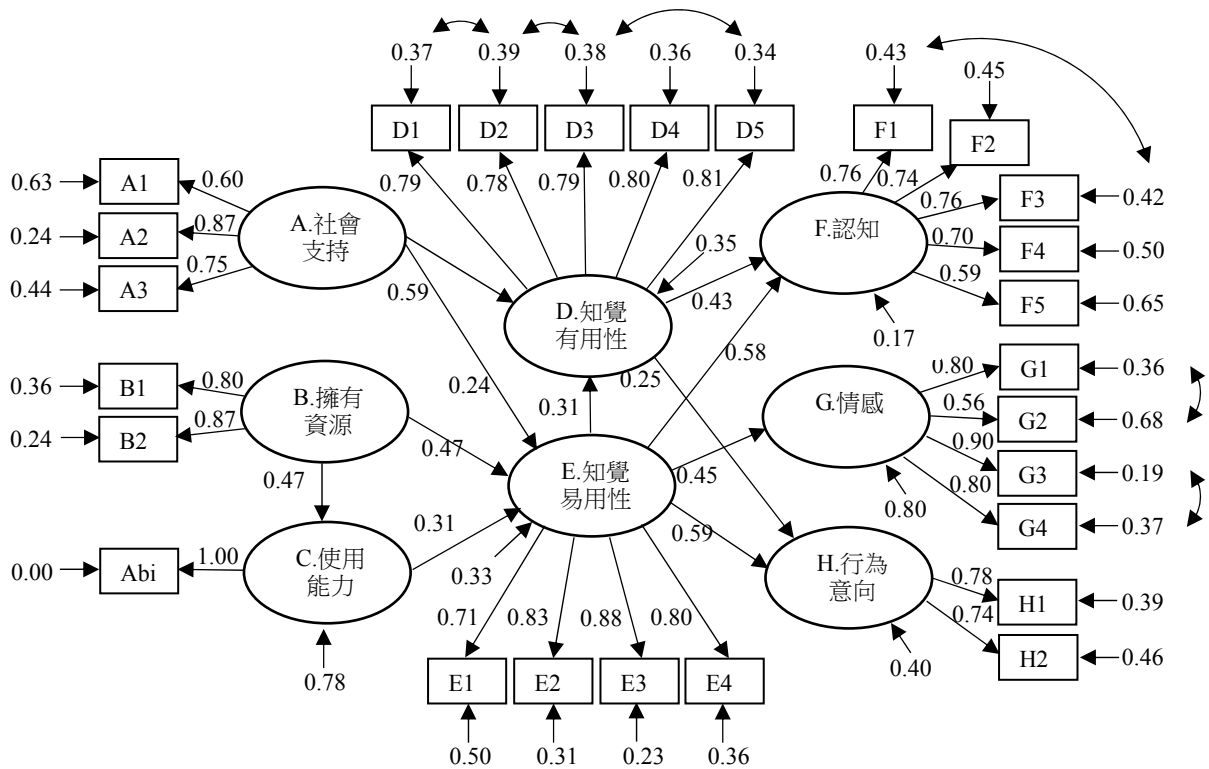 0.37
0.39
0.38
0.36
0.34
0.43
0.45
D1
D2
D3
D4
D5
F1
F2
0.79
0.78
0.79
0.80
0.81
0.76
0.74
0.63
A1
0.60
0.24
A2
0.87
0.44
A3
0.75
A.社會
支持
0.59
0.35
0.43
D.知覺
有用性
F.認知
0.76
F3
0.42
0.70
F4
0.50
0.59
F5
0.65
0.17
0.58
0.25
0.24
0.31
0.36
B1
0.80
0.24
B2
0.87
B.擁有
資源
0.47
0.47
G.情感
0.80
G1
0.36
0.56
G2
0.68
0.90
G3
0.19
0.80
G4
0.37
0.80
E.知覺
易用性
0.45
0.59
0.31
0.33
0.00
Abi
1.00
C.使用
能力
0.78
H.行為
意向
0.78
H1
0.39
0.74
H2
0.46
0.40
0.71
0.83
0.88
0.80
E1
E2
E3
E4
0.50
0.31
0.23
0.36